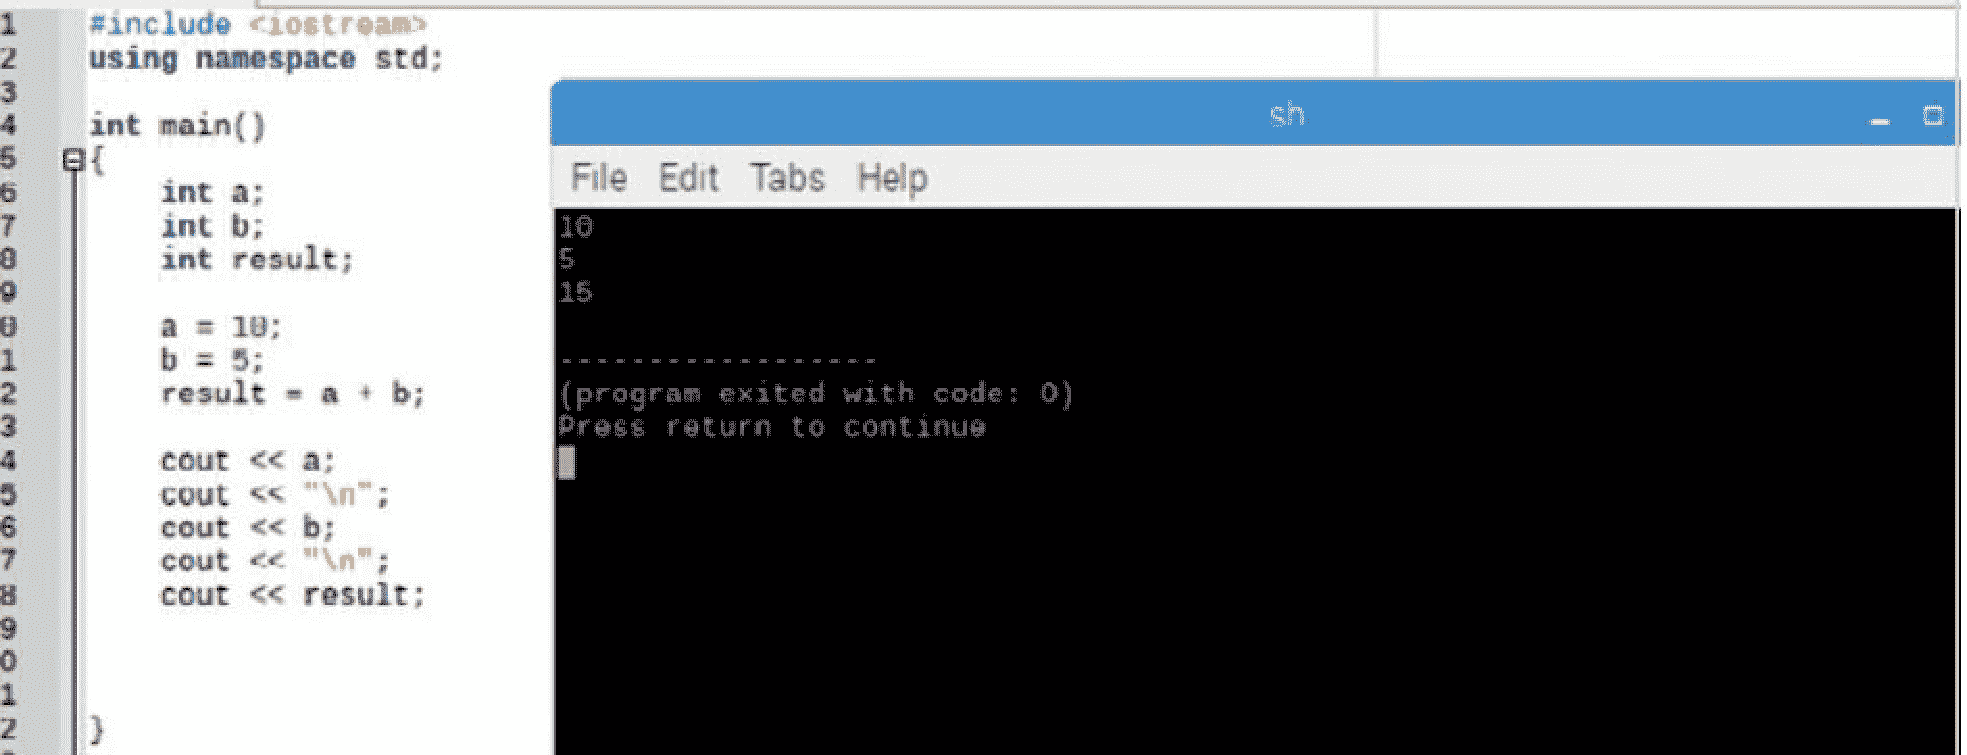 1 #include <iostream>
2 using namespace std;
3
4 int main()
5 {
6 int a;
7 int b;
8 int result;
9
0 a = 10;
1 b = 5;
2 result = a + b;
3
4 cout << a;
5 cout << "\n";
6 cout << b;
7 cout << "\n";
8 cout << result;
9
0
1
2 }
sh
File Edit Tabs Help
10
5
15
------------------
(program exited with code: 0)
Press return to continue